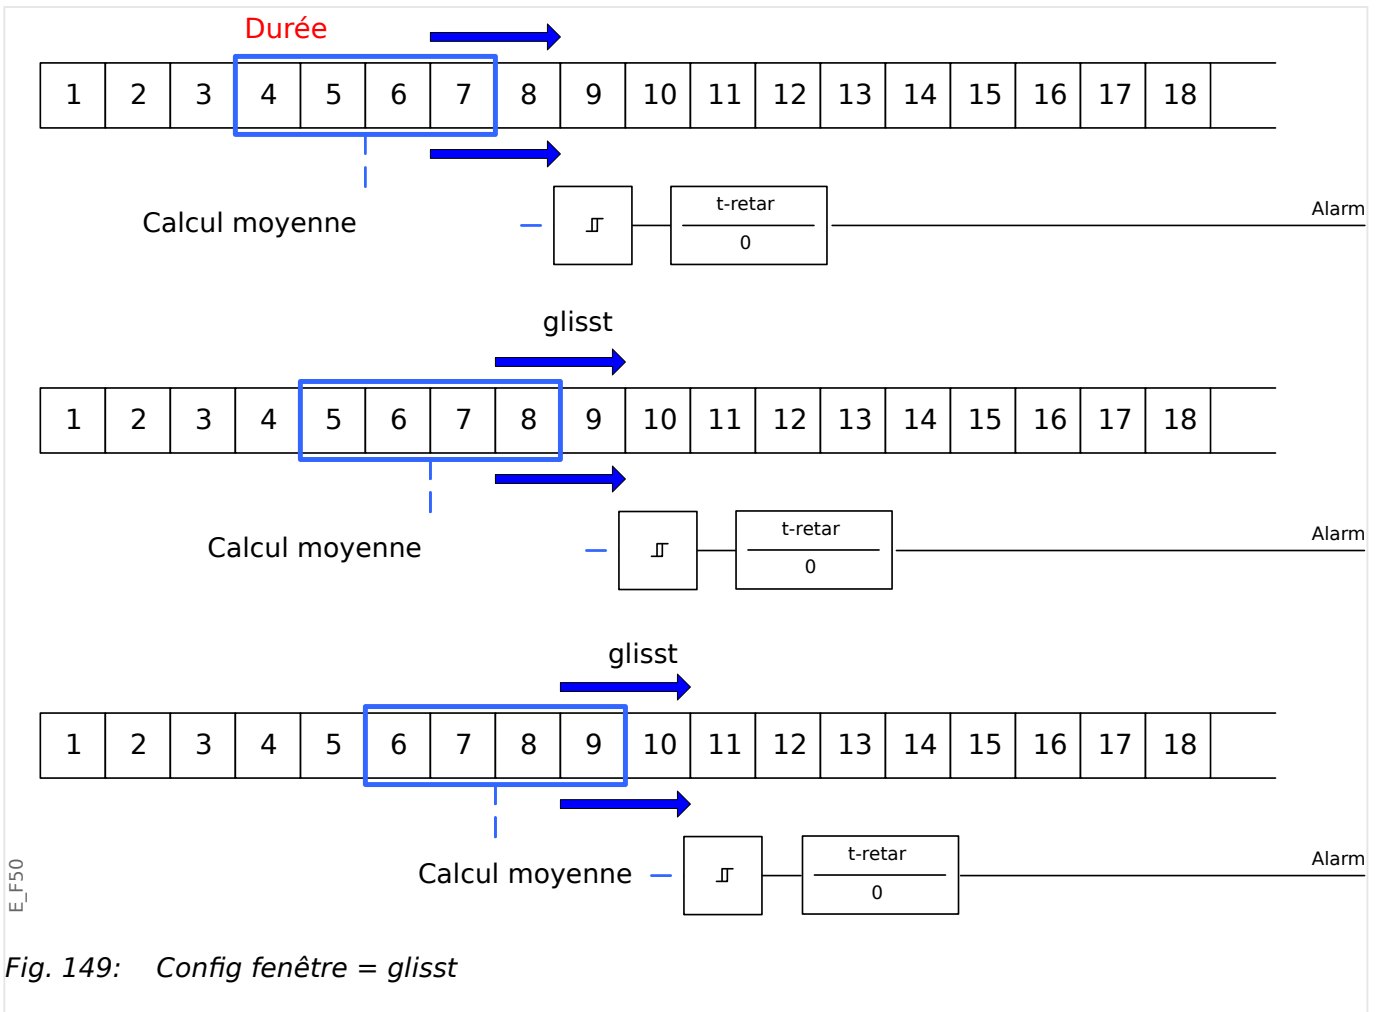 Durée
1 2 3 4 5 6 7 8 9 10 11 12 13 14 15 16 17 18
Calcul moyenne
t-retar
0
Alarm
glisst
1 2 3 4 5 6 7 8 9 10 11 12 13 14 15 16 17 18
Calcul moyenne
t-retar
0
Alarm
glisst
1 2 3 4 5 6 7 8 9 10 11 12 13 14 15 16 17 18
Calcul moyenne
t-retar
0
Alarm
E_F50
Fig. 149: Config fenêtre = glisst